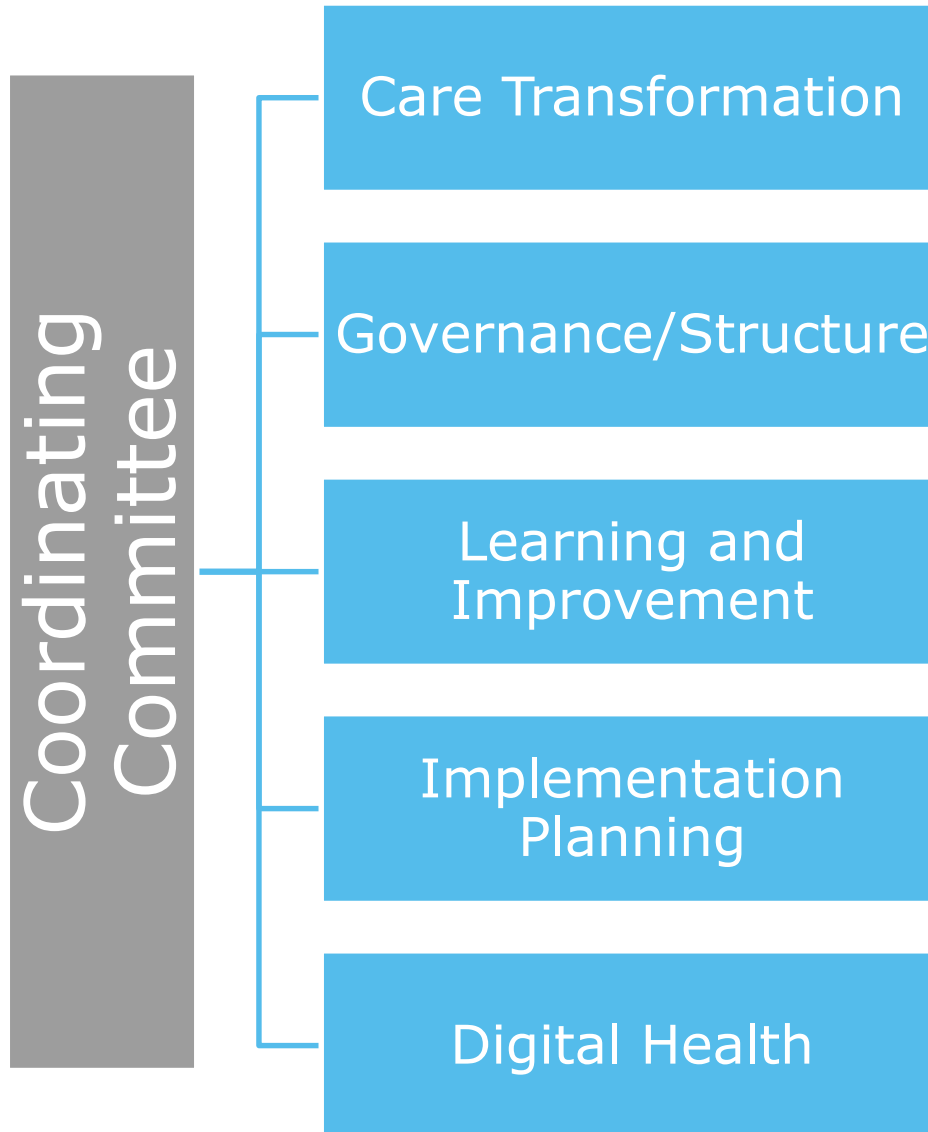 Coordinating
Committee
Care Transformation
Governance/Structure
Learning and
Improvement
Implementation
Planning
Digital Health